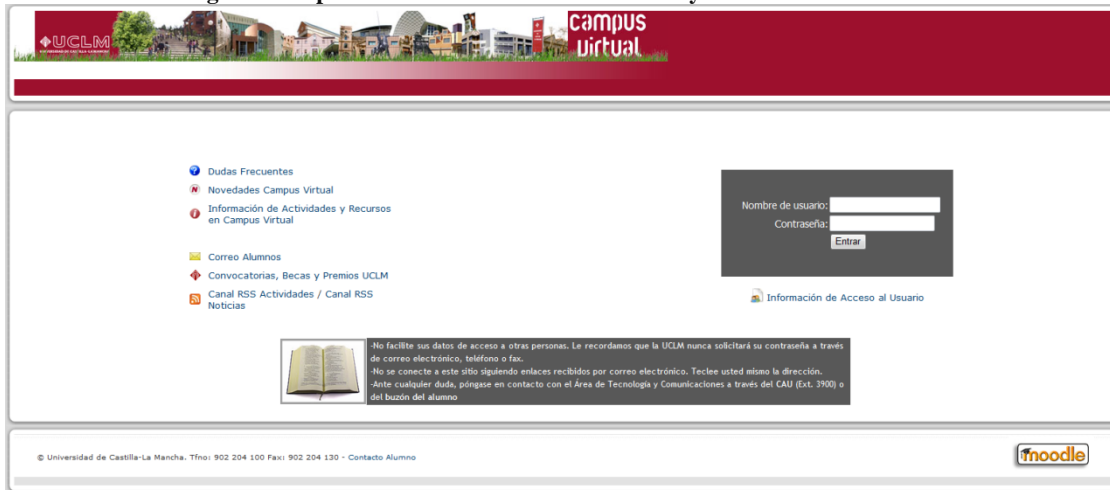 UCLM
campus
virtual
Dudas Frecuentes
Novedades Campus Virtual
Información de Actividades y Recursos
en Campus Virtual
Correo Alumnos
Convocatorias, Becas y Premios UCLM
Canal RSS Actividades / Canal RSS
Noticias
Nombre de usuario:
Contraseña:
Entrar
Información de Acceso al Usuario
-No facilite sus datos de acceso a otras personas. Le recordamos que la UCLM nunca solicitará su contraseña a través
de correo electrónico, teléfono o fax.
-No se conecte a este sitio siguiendo enlaces recibidos por correo electrónico. Teclee usted mismo la dirección.
-Ante cualquier duda, póngase en contacto con el Área de Tecnología y Comunicaciones a través del CAU (Ext. 3900) o
del buzón del alumno
© Universidad de Castilla-La Mancha. Tfno: 902 204 100 Fax: 902 204 130 - Contacto Alumno
moodle